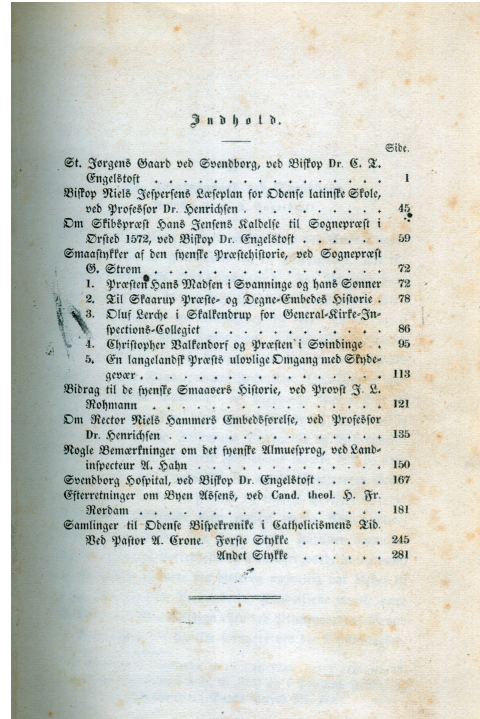 Indhold.
Side.
St. Jørgens Gaard ved Svendborg, ved Biskop Dr. C. T.
Engelstoft . . . . . . . . . . . . . . . . 1
Biskop Niels Jespersens Læseplan for Odense latinske Skole,
ved Professor Dr. Henrichsen . . . . . . . . . . 45
Om Skibspræst Hans Jensens Kaldelse til Sognepræst i
Ørsted 1572, ved Biskop Dr. Engelstoft . . . . . 59
Smaastykker af den fyenske Præstehistorie, ved Sognepræst
G. Strøm . . . . . . . . . . . . . . . . 72
1. Præsten Hans Madsen i Svanninge og hans Sønner 72
2. Til Skaarup Præste- og Degne-Embedes Historie . 78
3. Oluf Lerche i Skalkendrup for General-Kirke-In-
spections-Collegiet . . . . . . . . . . . . 86
4. Christopher Valkendorf og Præsten i Svindinge . 95
5. En langelandsk Præsts ulovlige Omgang med Skyde-
gevær . . . . . . . . . . . . . . . . 113
Bidrag til de fyenske Smaaøers Historie, ved Provst J. L.
Rohmann . . . . . . . . . . . . . . . . 121
Om Rector Niels Hammers Embedsførelse, ved Professor
Dr. Henrichsen . . . . . . . . . . . . . . 135
Nogle Bemærkninger om det fyenske Almuesprog, ved Land-
inspecteur A. Hahn . . . . . . . . . . . . 150
Svendborg Hospital, ved Biskop Dr. Engelstoft . . . . 167
Efterretninger om Byen Assens, ved Cand. theol. H. Fr.
Rørdam . . . . . . . . . . . . . . . . 181
Samlinger til Odense Bispekrønike i Catholicismens Tid.
Ved Pastor A. Crone. Første Stykke . . . . . . 245
Andet Stykke . . . . . . 281